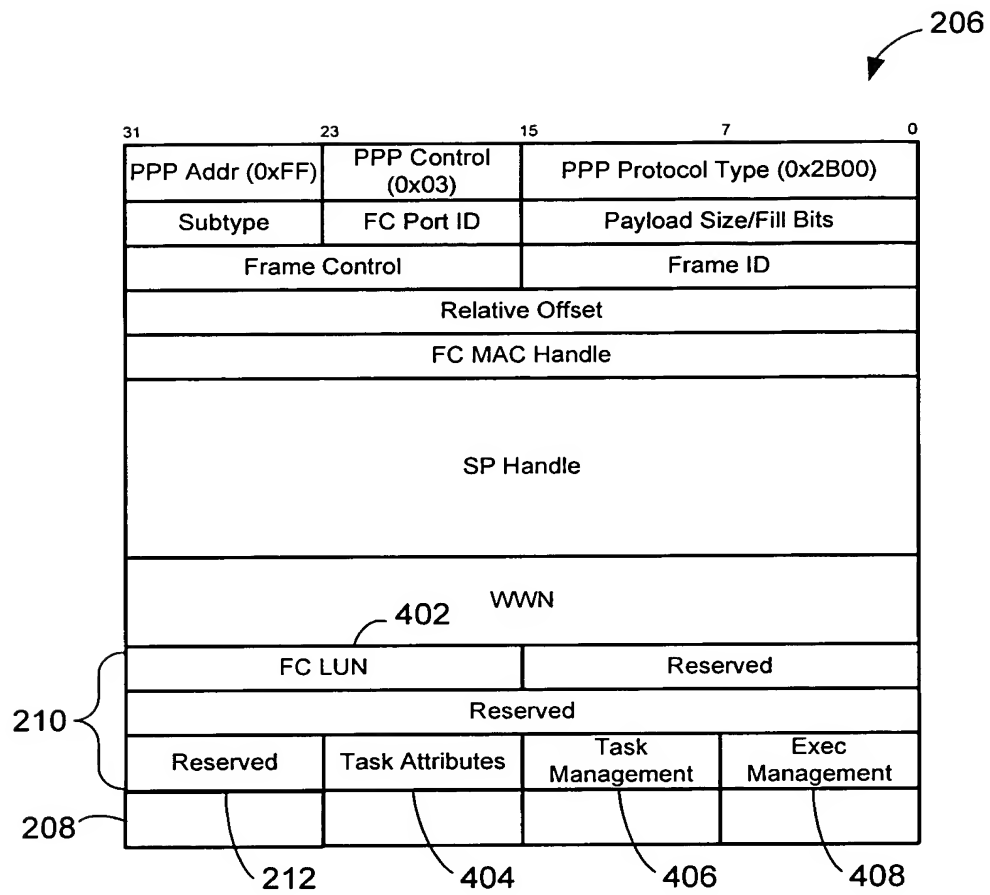 206
31 23 15 7 0
PPP Addr (0xFF) PPP Control (0x03) PPP Protocol Type (0x2B00)
Subtype FC Port ID Payload Size/Fill Bits
Frame Control Frame ID
Relative Offset
FC MAC Handle
SP Handle
WWN
402
FC LUN Reserved
210
Reserved
Reserved Task Attributes Task Management Exec Management
208
212 404 406 408